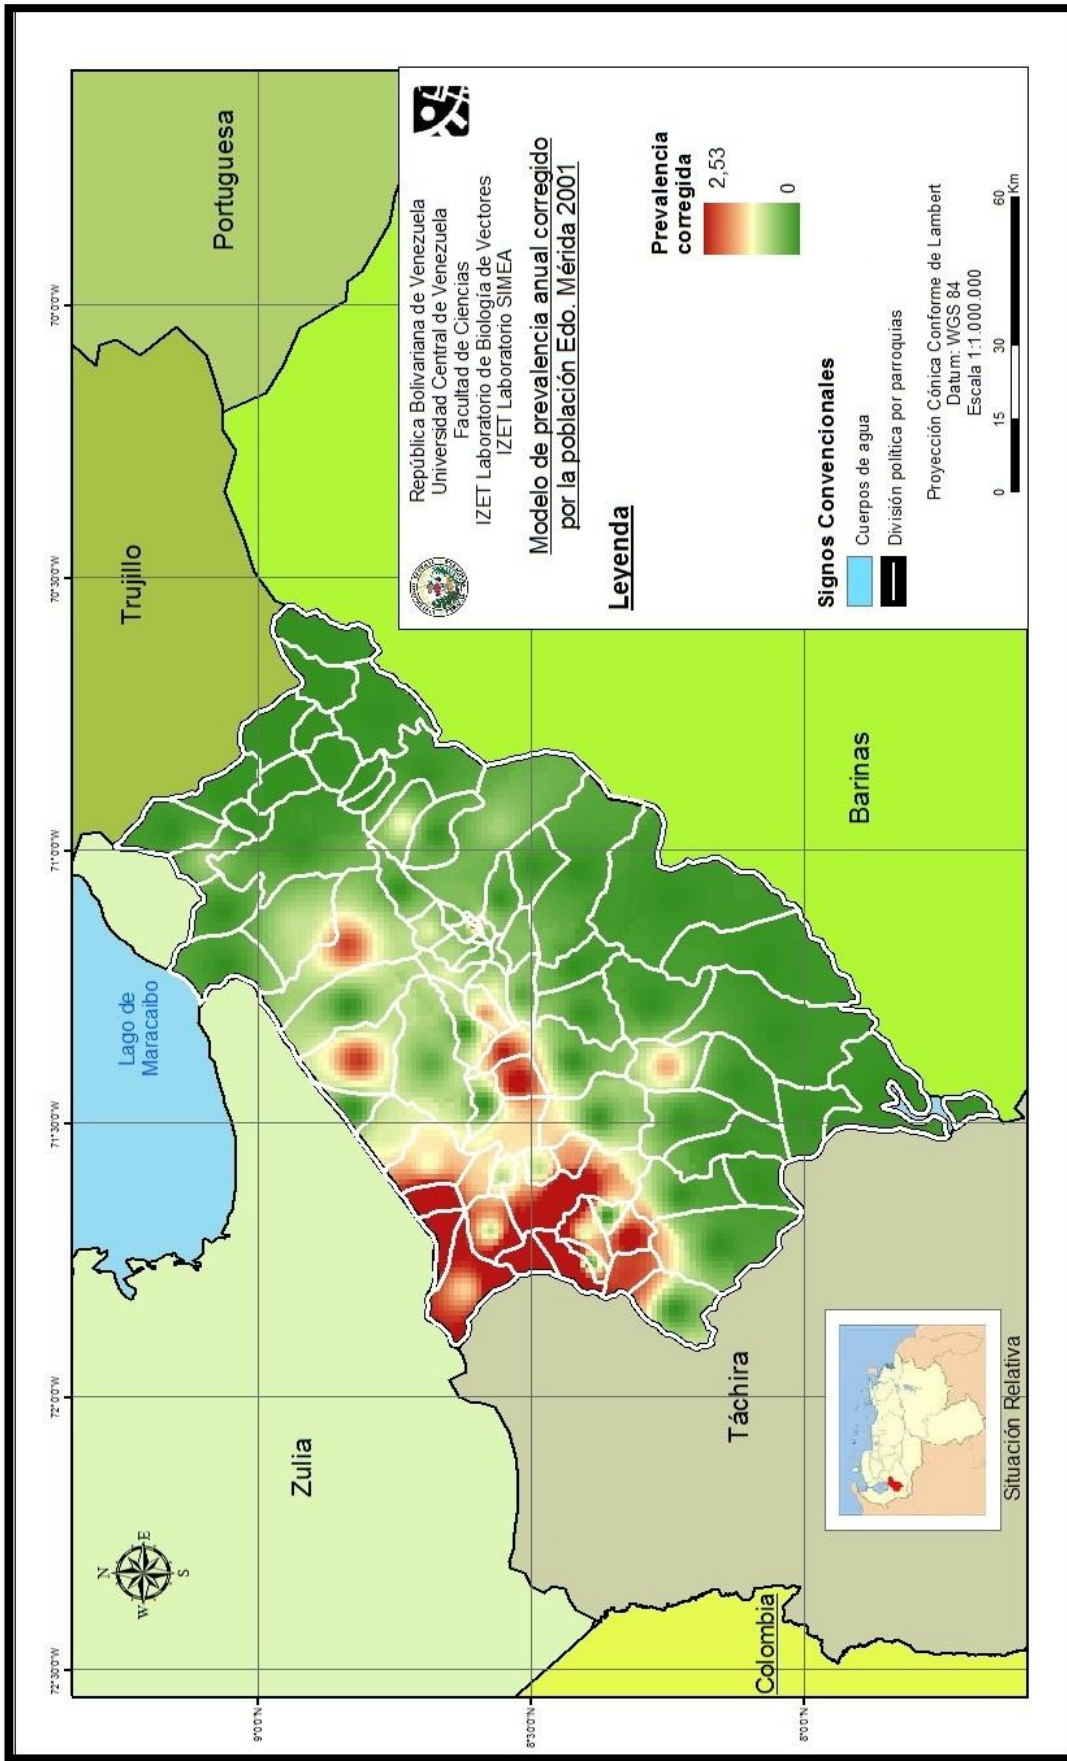 72°30'0"W
72°0'0"W
71°30'0"W
71°0'0"W
70°30'0"W
70°0'0"W
9°0'0"N
8°30'0"N
8°0'0"N
N
W
E
S
Zulia
Lago de
Maracaibo
Trujillo
Portuguesa
Táchira
Barinas
Colombia
Situación Relativa
República Bolivariana de Venezuela
Universidad Central de Venezuela
Facultad de Ciencias
IZET Laboratorio de Biología de Vectores
IZET Laboratorio SIMEA
Modelo de prevalencia anual corregido
por la población Edo. Mérida 2001
Leyenda
Prevalencia
corregida
2,53
0
Signos Convencionales
Cuerpos de agua
División política por parroquias
Proyección Cónica Conforme de Lambert
Datum: WGS 84
Escala 1:1.000.000
0 15 30 60
Km